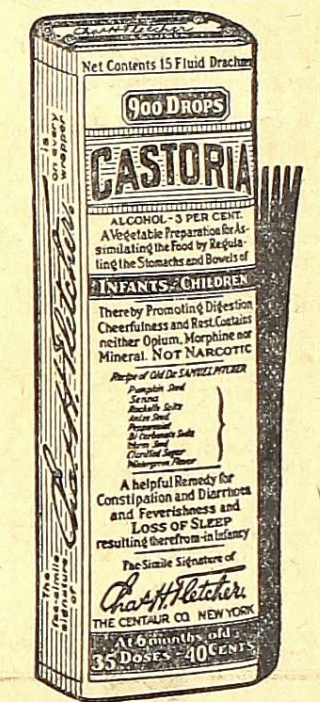 Chas H. Fletcher
Net Contents 15 Fluid Drachm
900 DROPS
CASTORIA
ALCOHOL - 3 PER CENT.
A Vegetable Preparation for As-
similating the Food by Regula-
ting the Stomachs and Bowels of
INFANTS - CHILDREN
Thereby Promoting Digestion
Cheerfulness and Rest. Contains
neither Opium, Morphine nor
Mineral. NOT NARCOTIC
Recipe of Old Dr. SAMUEL PITCHER
Pumpkin Seed
Senna
Rochelle Salts
Anise Seed
Peppermint
Bi Carbonate Soda
Worm Seed
Clarified Sugar
Wintergreen Flavor
A helpful Remedy for
Constipation and Diarrhoea
and Feverishness and
LOSS OF SLEEP
resulting therefrom-in Infancy
Fac Simile Signature of
Chas H. Fletcher.
THE CENTAUR CO. NEW YORK
At 6 months old
35 DOSES - 40 CENTS
The
fac-simile
signature
of
Chas H. Fletcher.
is
on every
wrapper